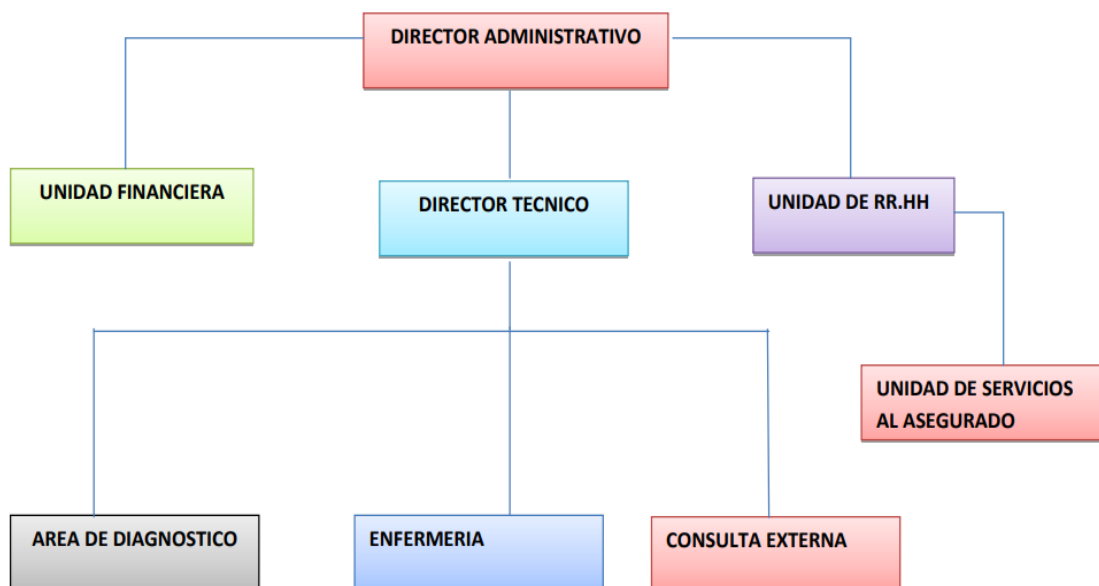 DIRECTOR ADMINISTRATIVO
UNIDAD FINANCIERA
DIRECTOR TECNICO
UNIDAD DE RR.HH
UNIDAD DE SERVICIOS
AL ASEGURADO
AREA DE DIAGNOSTICO
ENFERMERIA
CONSULTA EXTERNA